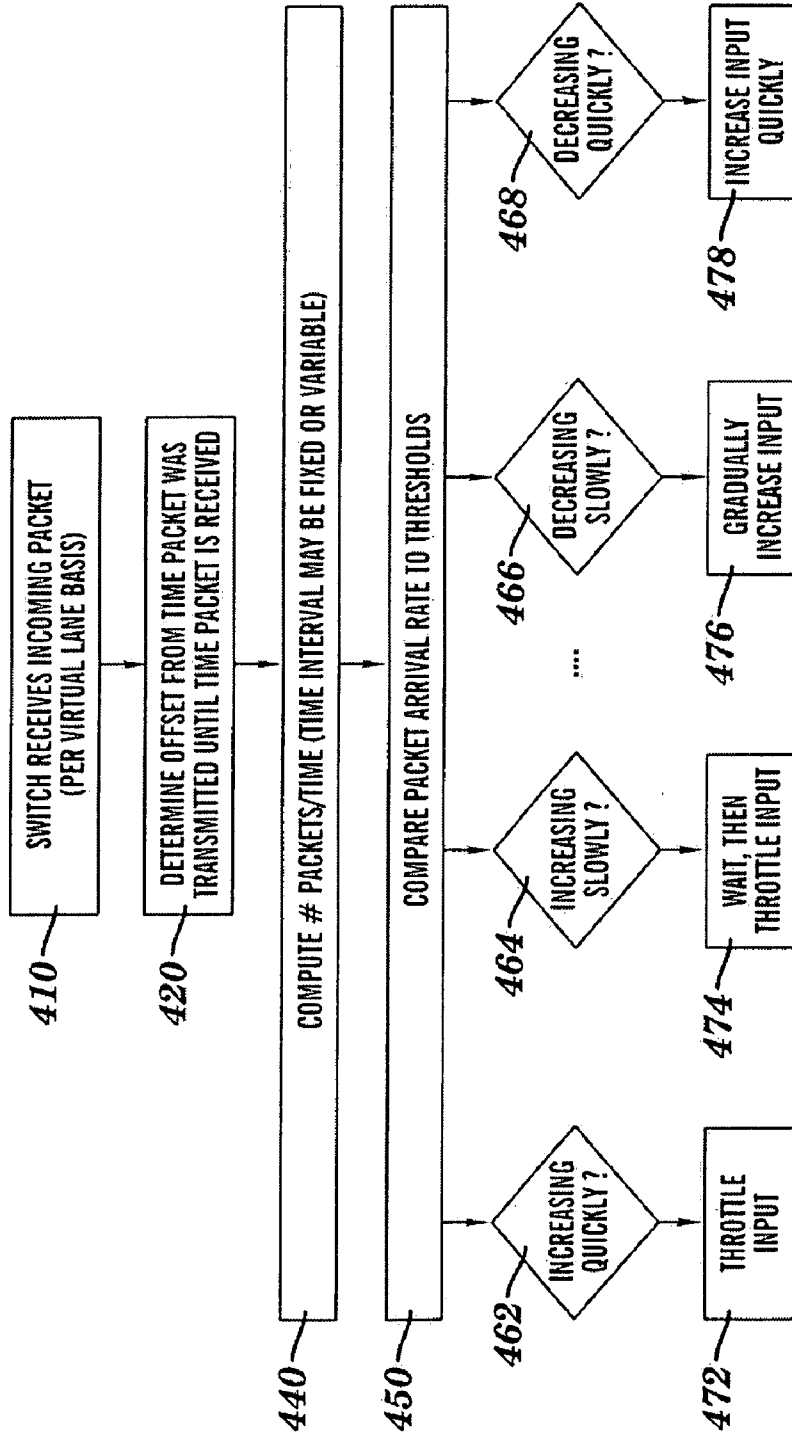 410
SWITCH RECEIVES INCOMING PACKET
(PER VIRTUAL LANE BASIS)
420
DETERMINE OFFSET FROM TIME PACKET WAS
TRANSMITTED UNTIL TIME PACKET IS RECEIVED
440
COMPUTE # PACKETS/TIME (TIME INTERVAL MAY BE FIXED OR VARIABLE)
450
COMPARE PACKET ARRIVAL RATE TO THRESHOLDS
462
INCREASING
QUICKLY?
464
INCREASING
SLOWLY?
....
466
DECREASING
SLOWLY?
468
DECREASING
QUICKLY?
472
THROTTLE
INPUT
474
WAIT, THEN
THROTTLE INPUT
476
GRADUALLY
INCREASE INPUT
478
INCREASE INPUT
QUICKLY